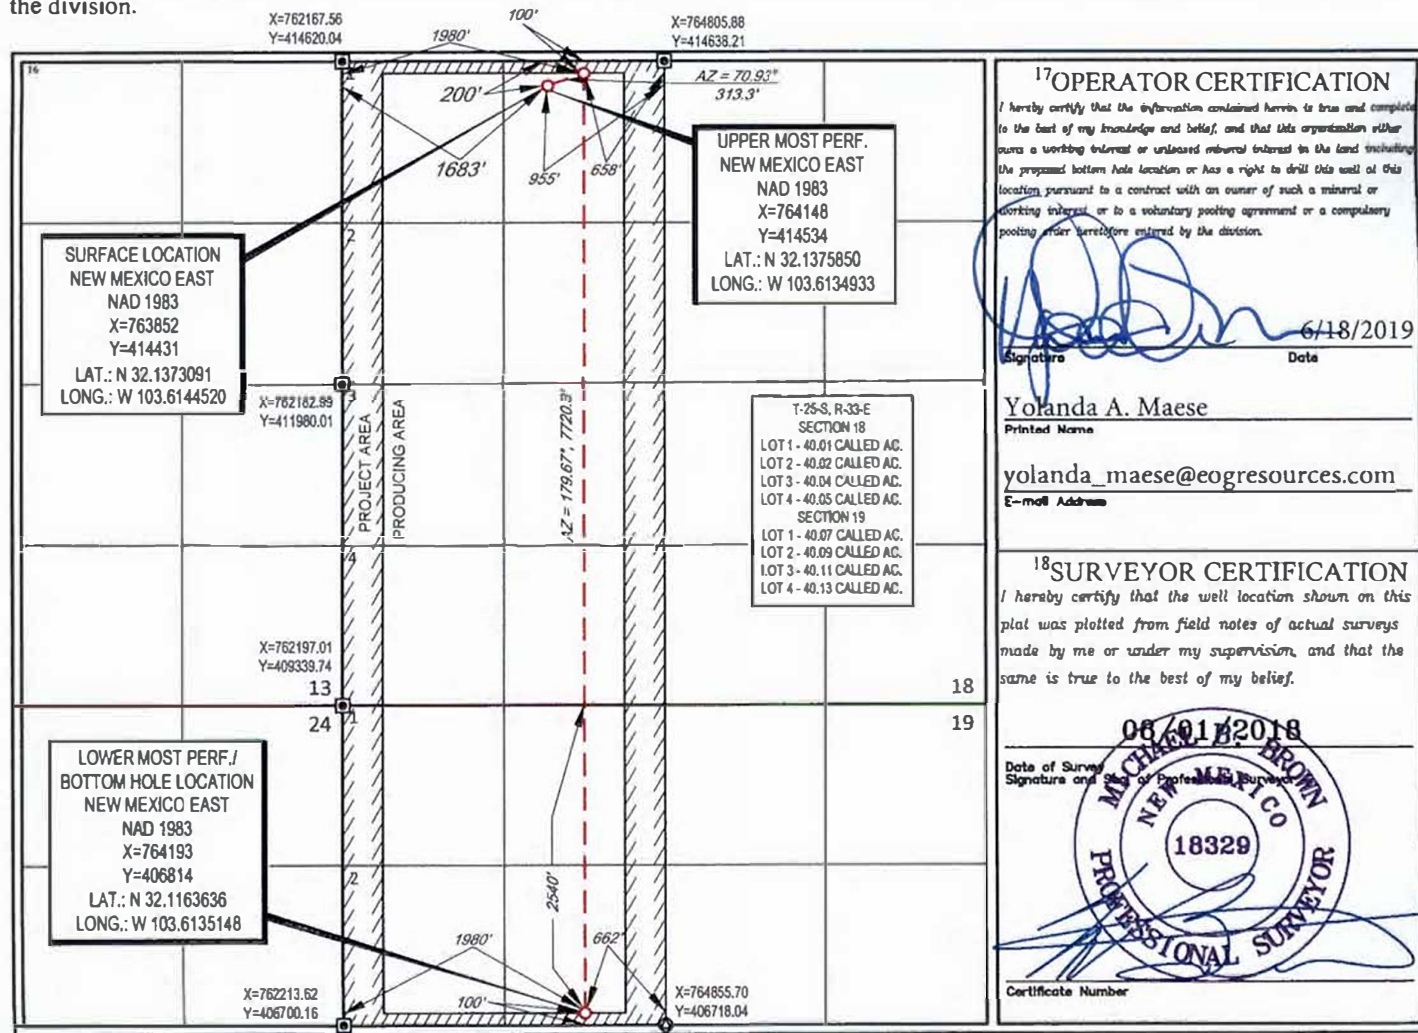 the division.
X=762167.56
Y=414620.04
1980'
100'
X=764805.88
Y=414638.21
16
200'
AZ = 70.93°
313.3'
1683'
955'
658'
UPPER MOST PERF.
NEW MEXICO EAST
NAD 1983
X=764148
Y=414534
LAT.: N 32.1375850
LONG.: W 103.6134933
2
SURFACE LOCATION
NEW MEXICO EAST
NAD 1983
X=763852
Y=414431
LAT.: N 32.1373091
LONG.: W 103.6144520
3
X=762182.89
Y=411980.01
PROJECT AREA
PRODUCING AREA
AZ = 179.67°, 7720.3'
T-25-S, R-33-E
SECTION 18
LOT 1 - 40.01 CALLED AC.
LOT 2 - 40.02 CALLED AC.
LOT 3 - 40.04 CALLED AC.
LOT 4 - 40.05 CALLED AC.
SECTION 19
LOT 1 - 40.07 CALLED AC.
LOT 2 - 40.09 CALLED AC.
LOT 3 - 40.11 CALLED AC.
LOT 4 - 40.13 CALLED AC.
4
X=762197.01
Y=409339.74
13
18
24
1
19
LOWER MOST PERF./
BOTTOM HOLE LOCATION
NEW MEXICO EAST
NAD 1983
X=764193
Y=406814
LAT.: N 32.1163636
LONG.: W 103.6135148
2
2540'
1980'
662'
100'
X=762213.62
Y=406700.16
X=764855.70
Y=406718.04
17 OPERATOR CERTIFICATION
I hereby certify that the information contained herein is true and complete
to the best of my knowledge and belief, and that this organization either
owns a working interest or unleased mineral interest in the land including
the proposed bottom hole location or has a right to drill this well at this
location pursuant to a contract with an owner of such a mineral or
working interest, or to a voluntary pooling agreement or a compulsory
pooling order heretofore entered by the division.
6/18/2019
Signature Date
Yolanda A. Maese
Printed Name
yolanda_maese@eogresources.com
E-mail Address
18 SURVEYOR CERTIFICATION
I hereby certify that the well location shown on this
plat was plotted from field notes of actual surveys
made by me or under my supervision, and that the
same is true to the best of my belief.
08/01/2018
Date of Survey
Signature and Seal of Professional Surveyor:
MICHAEL B. BROWN
NEW MEXICO
18329
PROFESSIONAL SURVEYOR
Certificate Number